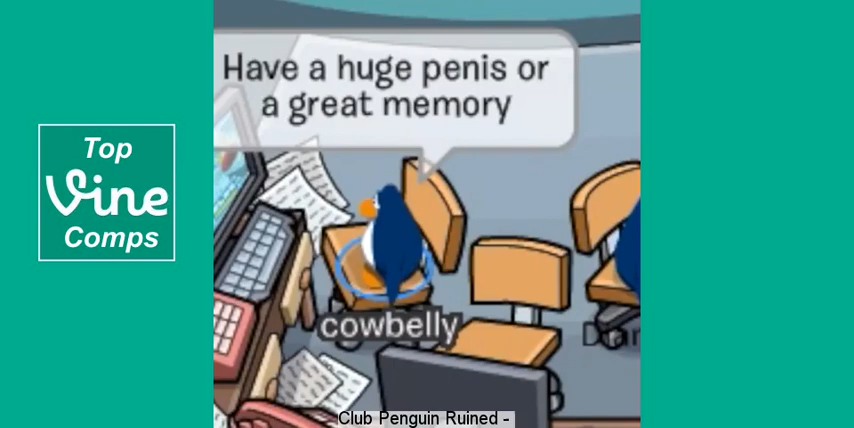 Have a huge penis or
a great memory
Top
Vine
Comps
cowbelly
Club Penguin Ruined -